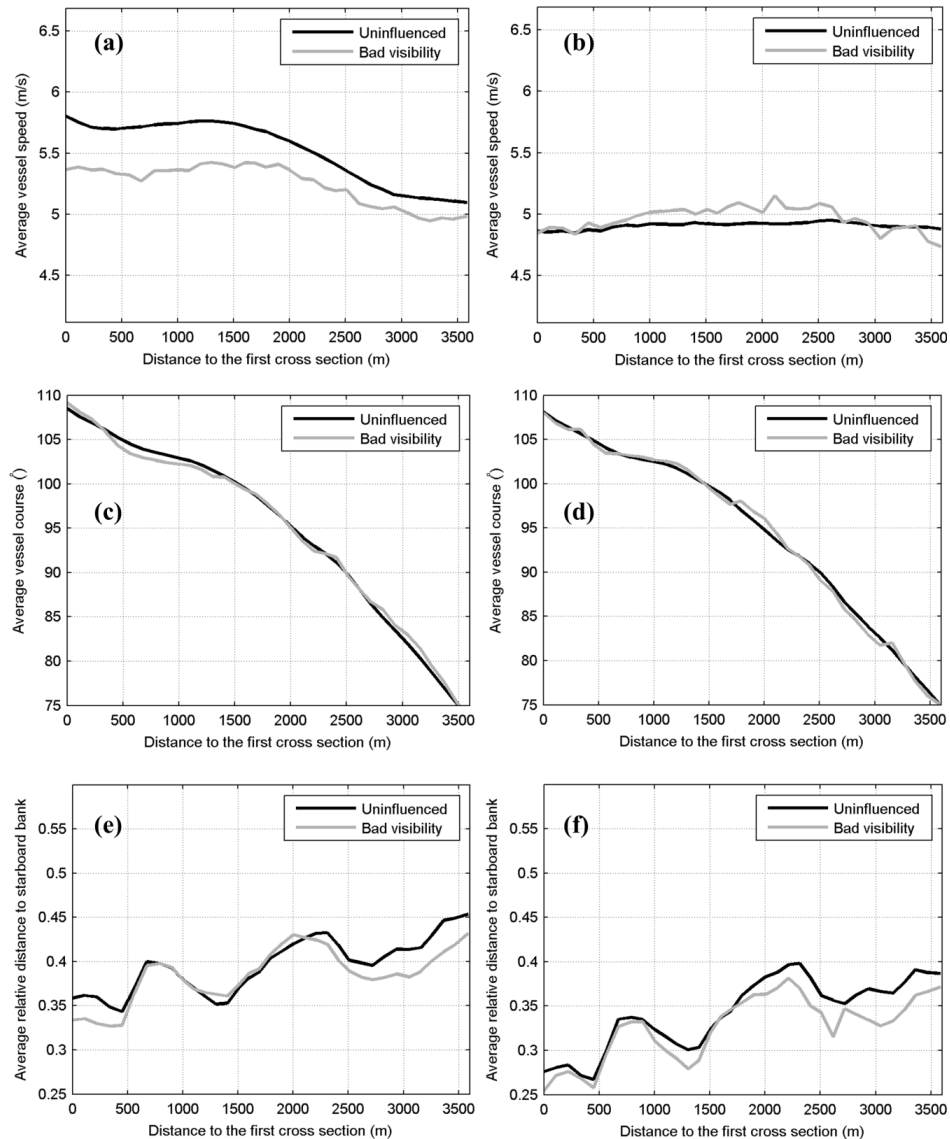 (a)
Uninfluenced
Bad visibility
6.5
6
5.5
5
4.5
Average vessel speed (m/s)
0 500 1000 1500 2000 2500 3000 3500
Distance to the first cross section (m)
(b)
Uninfluenced
Bad visibility
6.5
6
5.5
5
4.5
Average vessel speed (m/s)
0 500 1000 1500 2000 2500 3000 3500
Distance to the first cross section (m)
(c)
Uninfluenced
Bad visibility
110
105
100
95
90
85
80
75
Average vessel course (Å)
0 500 1000 1500 2000 2500 3000 3500
Distance to the first cross section (m)
(d)
Uninfluenced
Bad visibility
110
105
100
95
90
85
80
75
Average vessel course (Å)
0 500 1000 1500 2000 2500 3000 3500
Distance to the first cross section (m)
(e)
Uninfluenced
Bad visibility
0.55
0.5
0.45
0.4
0.35
0.3
0.25
Average relative distance to starboard bank
0 500 1000 1500 2000 2500 3000 3500
Distance to the first cross section (m)
(f)
Uninfluenced
Bad visibility
0.55
0.5
0.45
0.4
0.35
0.3
0.25
Average relative distance to starboard bank
0 500 1000 1500 2000 2500 3000 3500
Distance to the first cross section (m)